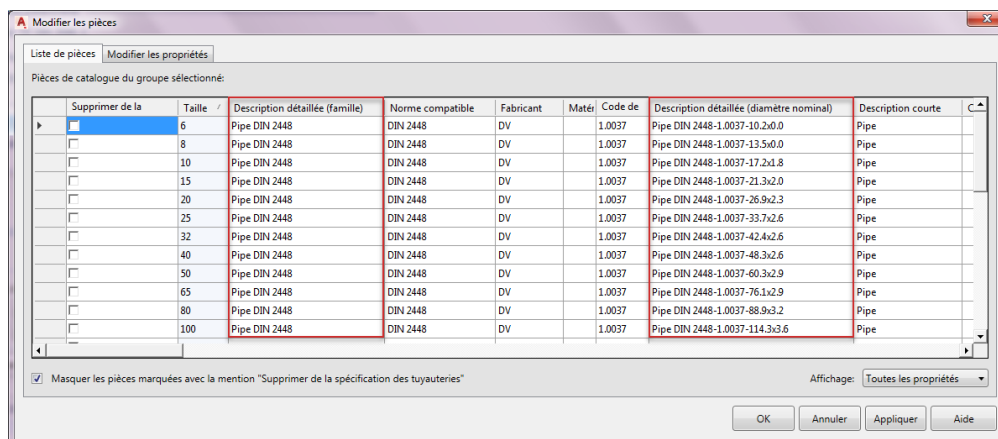 Modifier les pièces
Liste de pièces Modifier les propriétés
Pièces de catalogue du groupe sélectionné:
Supprimer de la Taille Description détaillée (famille) Norme compatible Fabricant Matér Code de Description détaillée (diamètre nominal) Description courte C
6 Pipe DIN 2448 DIN 2448 DV 1.0037 Pipe DIN 2448-1.0037-10.2x0.0 Pipe
8 Pipe DIN 2448 DIN 2448 DV 1.0037 Pipe DIN 2448-1.0037-13.5x0.0 Pipe
10 Pipe DIN 2448 DIN 2448 DV 1.0037 Pipe DIN 2448-1.0037-17.2x1.8 Pipe
15 Pipe DIN 2448 DIN 2448 DV 1.0037 Pipe DIN 2448-1.0037-21.3x2.0 Pipe
20 Pipe DIN 2448 DIN 2448 DV 1.0037 Pipe DIN 2448-1.0037-26.9x2.3 Pipe
25 Pipe DIN 2448 DIN 2448 DV 1.0037 Pipe DIN 2448-1.0037-33.7x2.6 Pipe
32 Pipe DIN 2448 DIN 2448 DV 1.0037 Pipe DIN 2448-1.0037-42.4x2.6 Pipe
40 Pipe DIN 2448 DIN 2448 DV 1.0037 Pipe DIN 2448-1.0037-48.3x2.6 Pipe
50 Pipe DIN 2448 DIN 2448 DV 1.0037 Pipe DIN 2448-1.0037-60.3x2.9 Pipe
65 Pipe DIN 2448 DIN 2448 DV 1.0037 Pipe DIN 2448-1.0037-76.1x2.9 Pipe
80 Pipe DIN 2448 DIN 2448 DV 1.0037 Pipe DIN 2448-1.0037-88.9x3.2 Pipe
100 Pipe DIN 2448 DIN 2448 DV 1.0037 Pipe DIN 2448-1.0037-114.3x3.6 Pipe
Masquer les pièces marquées avec la mention "Supprimer de la spécification des tuyauteries" Affichage: Toutes les propriétés
OK Annuler Appliquer Aide